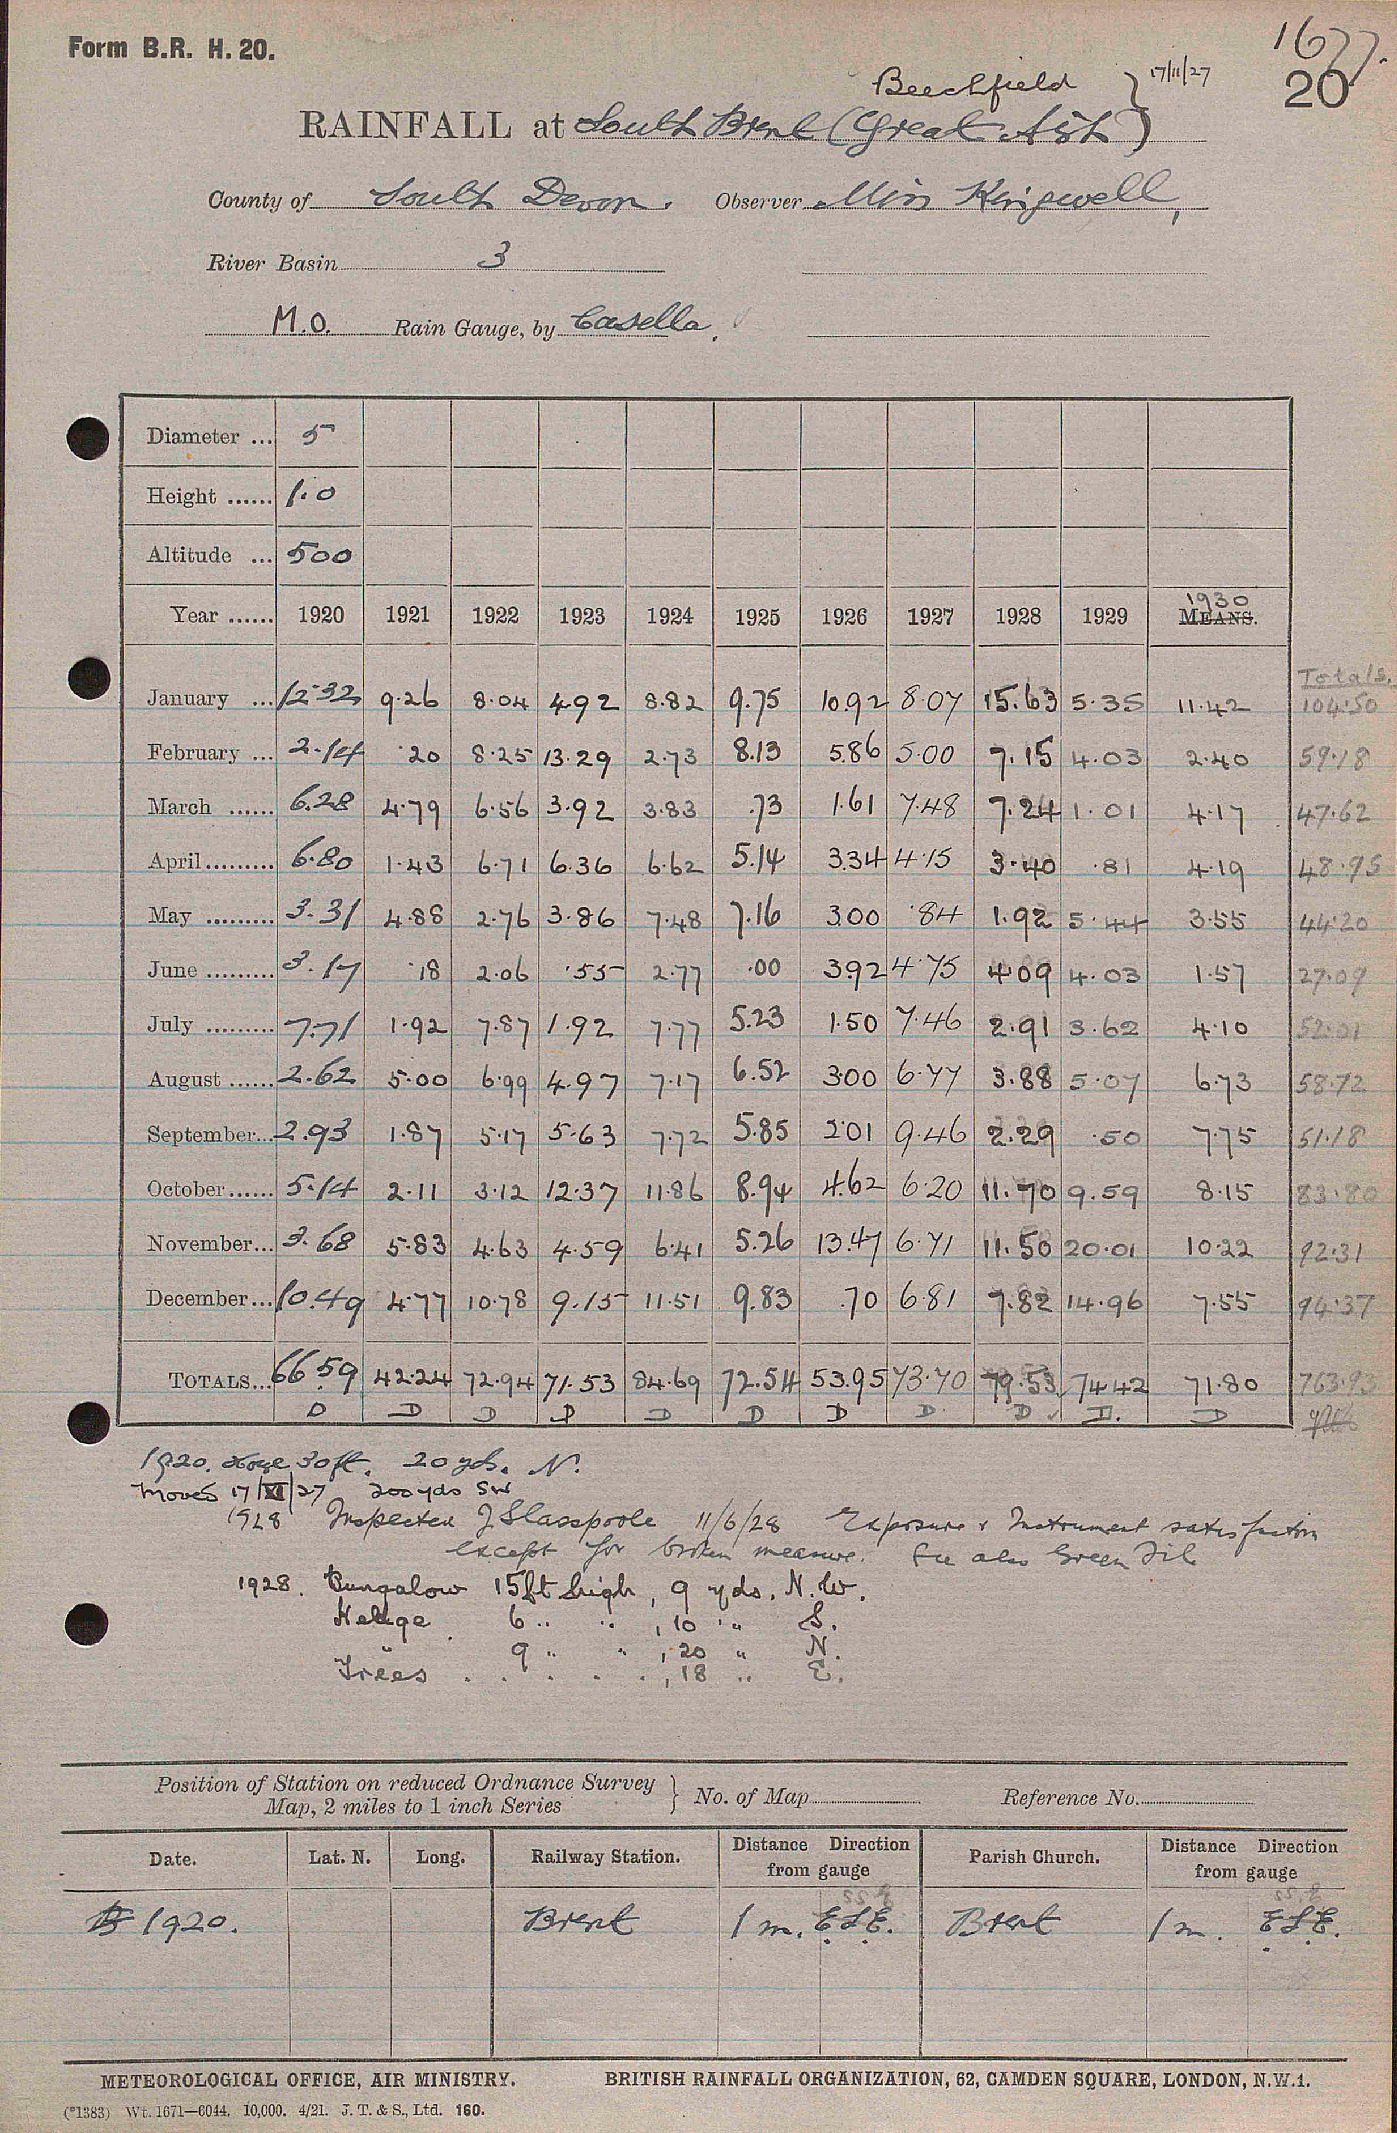 Form B.R. H. 20.
1677.
20
Beechfield } 17/11/27
RAINFALL at South Brent (Great Aish)
County of South Devon. Observer Miss Kingwell,
River Basin 3
M.O. Rain Gauge, by Casella.
Diameter ... 5
Height ...... 1.0
Altitude ... 500
Year ...... 1920 1921 1922 1923 1924 1925 1926 1927 1928 1929 1930 MEANS.
Totals.
January ... 12.32 9.26 8.04 4.92 8.82 9.75 10.92 8.07 15.63 5.35 11.42 104.50
February ... 2.14 .20 8.25 13.29 2.73 8.13 5.86 5.00 7.15 4.03 2.40 59.18
March ...... 6.28 4.79 6.56 3.92 3.83 .73 1.61 7.48 7.24 1.01 4.17 47.62
April ......... 6.80 1.43 6.71 6.36 6.62 5.14 3.34 4.15 3.40 .81 4.19 48.95
May ......... 3.31 4.88 2.76 3.86 7.48 7.16 3.00 .84 1.92 5.44 3.55 44.20
June ......... 3.17 .18 2.06 .55 2.77 .00 3.92 4.75 4.09 4.03 1.57 27.09
July ......... 7.71 1.92 7.87 1.92 7.77 5.23 1.50 7.46 2.91 3.62 4.10 52.01
August ...... 2.62 5.00 6.99 4.97 7.17 6.52 3.00 6.77 3.88 5.07 6.73 58.72
September... 2.93 1.87 5.17 5.63 7.72 5.85 2.01 9.46 2.29 .50 7.75 51.18
October ...... 5.14 2.11 3.12 12.37 11.86 8.94 4.62 6.20 11.70 9.59 8.15 83.80
November... 3.68 5.83 4.63 4.59 6.41 5.26 13.47 6.71 11.50 20.01 10.22 92.31
December... 10.49 4.77 10.78 9.15 11.51 9.83 .70 6.81 7.82 14.96 7.55 94.37
TOTALS... 66.59 42.24 72.94 71.53 84.69 72.54 53.95 73.70 79.53 74.42 71.80 763.93
D D D D D D D D. D ✓ D. D
1920. House 30ft. 20 yds. N.
Moved 17/XI/27 200 yds SW
1928 Inspected J Glasspoole 11/6/28 Exposure & Instrument satisfaction
except for broken measure. See also Green File
1928. Bungalow 15ft high, 9 yds. N.W.
Hedge 6 " " , 10 " S.
" 9 " " , 20 " N.
Trees . . . . . , 18 " E.
Position of Station on reduced Ordnance Survey } No. of Map Reference No.
Map, 2 miles to 1 inch Series
Date. Lat. N. Long. Railway Station. Distance Direction from gauge Parish Church. Distance Direction from gauge
1920. Brent 1 m. ESE. Brent 1 m. ESE.
METEOROLOGICAL OFFICE, AIR MINISTRY. BRITISH RAINFALL ORGANIZATION, 62, CAMDEN SQUARE, LONDON, N.W.1.
(*1383) Wt. 1671—6044. 10,000. 4/21. J. T. & S., Ltd. 160.